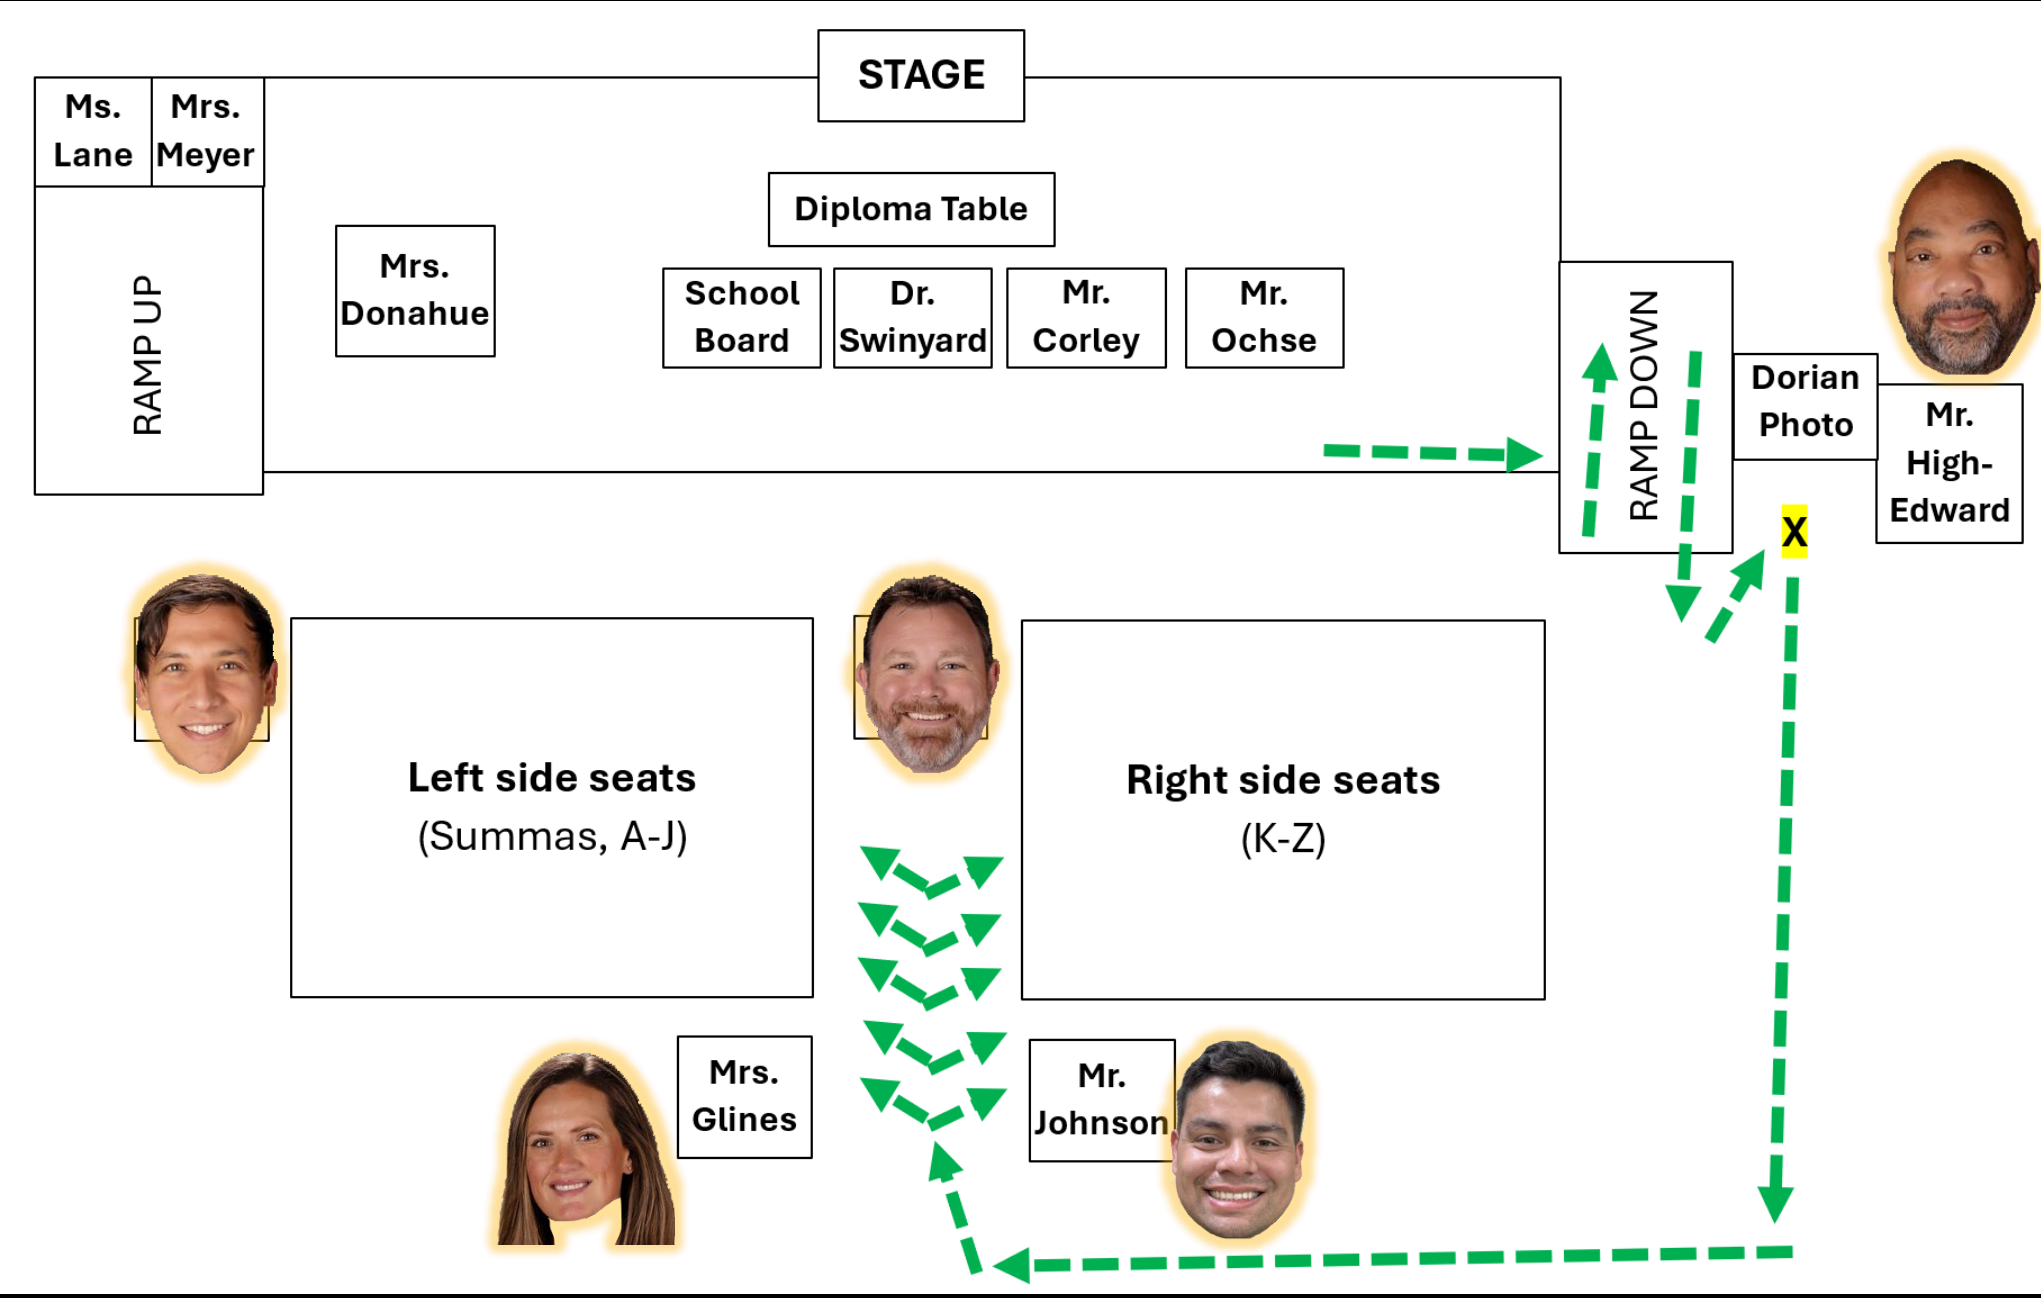 STAGE
Ms.
Lane
Mrs.
Meyer
RAMP UP
Mrs.
Donahue
Diploma Table
School
Board
Dr.
Swinyard
Mr.
Corley
Mr.
Ochse
RAMP DOWN
Dorian
Photo
Mr.
High-
Edward
X
Left side seats
(Summas, A-J)
Right side seats
(K-Z)
Mrs.
Glines
Mr.
Johnson